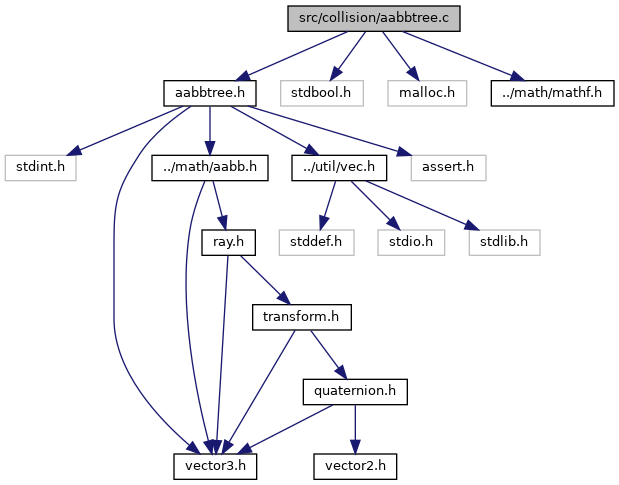 src/collision/aabbtree.c
aabbtree.h
stdbool.h
malloc.h
../math/mathf.h
stdint.h
../math/aabb.h
../util/vec.h
assert.h
ray.h
stddef.h
stdio.h
stdlib.h
transform.h
quaternion.h
vector3.h
vector2.h